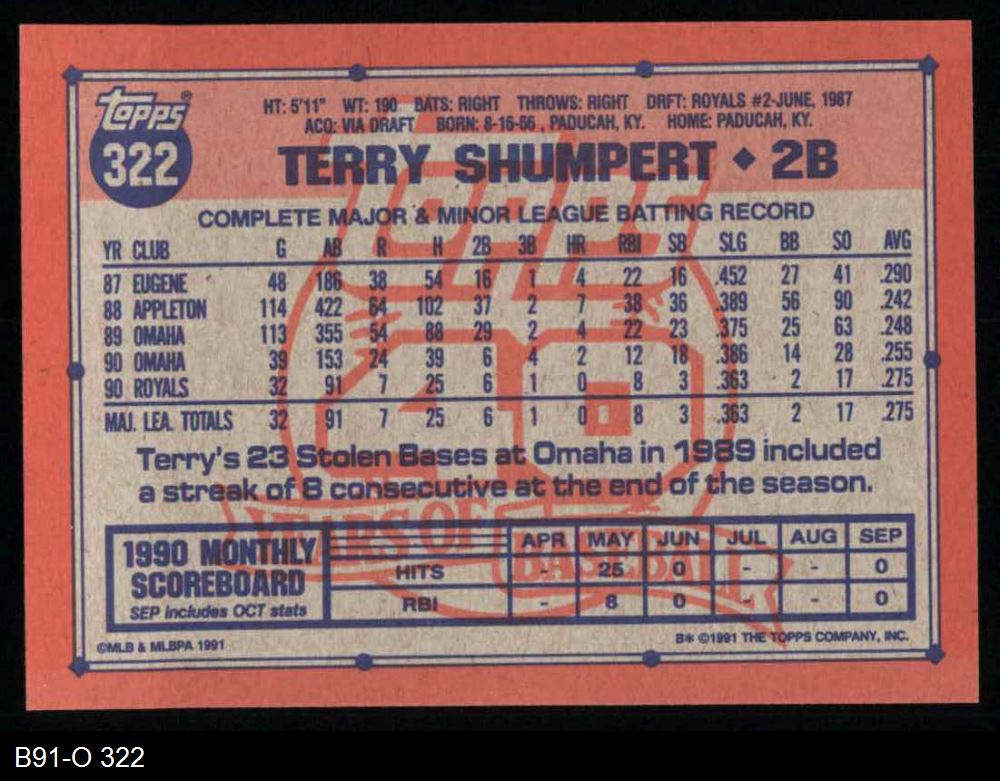 topps®
322
HT: 5'11" WT: 190 BATS: RIGHT THROWS: RIGHT DRFT: ROYALS #2-JUNE, 1987
ACQ: VIA DRAFT BORN: 8-16-66, PADUCAH, KY. HOME: PADUCAH, KY.
TERRY SHUMPERT ♦ 2B
COMPLETE MAJOR & MINOR LEAGUE BATTING RECORD
YR CLUB G AB R H 2B 3B HR RBI SB SLG BB SO AVG
87 EUGENE 48 186 38 54 16 1 4 22 16 .452 27 41 .290
88 APPLETON 114 422 64 102 37 2 7 38 36 .389 56 90 .242
89 OMAHA 113 355 54 88 29 2 4 22 23 .375 25 63 .248
90 OMAHA 39 153 24 39 6 4 2 12 18 .386 14 28 .255
90 ROYALS 32 91 7 25 6 1 0 8 3 .363 2 17 .275
MAJ. LEA. TOTALS 32 91 7 25 6 1 0 8 3 .363 2 17 .275
Terry's 23 Stolen Bases at Omaha in 1989 included
a streak of 8 consecutive at the end of the season.
Topps
40
YEARS OF
BASEBALL
1990 MONTHLY
SCOREBOARD
SEP includes OCT stats
APR MAY JUN JUL AUG SEP
HITS - 25 0 - - 0
RBI - 8 0 - - 0
©MLB & MLBPA 1991
B* ©1991 THE TOPPS COMPANY, INC.
B91-O 322